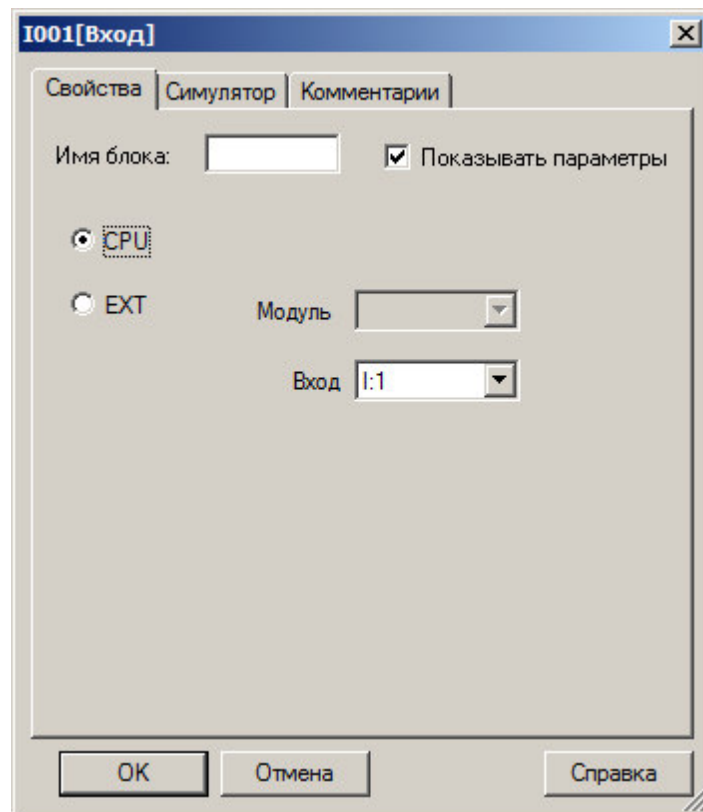 I001[Вход]
Свойства Симулятор Комментарии
Имя блока: Показывать параметры
CPU
EXT Модуль
Вход I:1
OK Отмена Справка